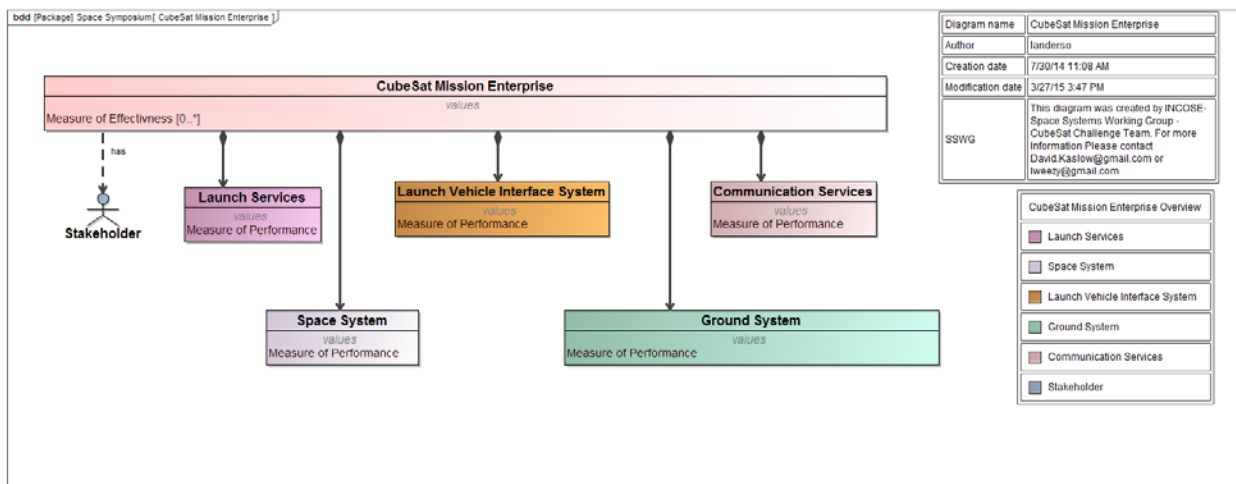 bdd [Package] Space Symposium[ CubeSat Mission Enterprise ]
Diagram name CubeSat Mission Enterprise
Author landerso
Creation date 7/30/14 11:08 AM
Modification date 3/27/15 3:47 PM
SSWG
This diagram was created by INCOSE-
Space Systems Working Group -
CubeSat Challenge Team. For more
Information Please contact
David.Kaslow@gmail.com or
lweezy@gmail.com
CubeSat Mission Enterprise
values
Measure of Effectivness [0..*]
has
Stakeholder
Launch Services
values
Measure of Performance
Launch Vehicle Interface System
values
Measure of Performance
Communication Services
values
Measure of Performance
Space System
values
Measure of Performance
Ground System
values
Measure of Performance
CubeSat Mission Enterprise Overview
Launch Services
Space System
Launch Vehicle Interface System
Ground System
Communication Services
Stakeholder